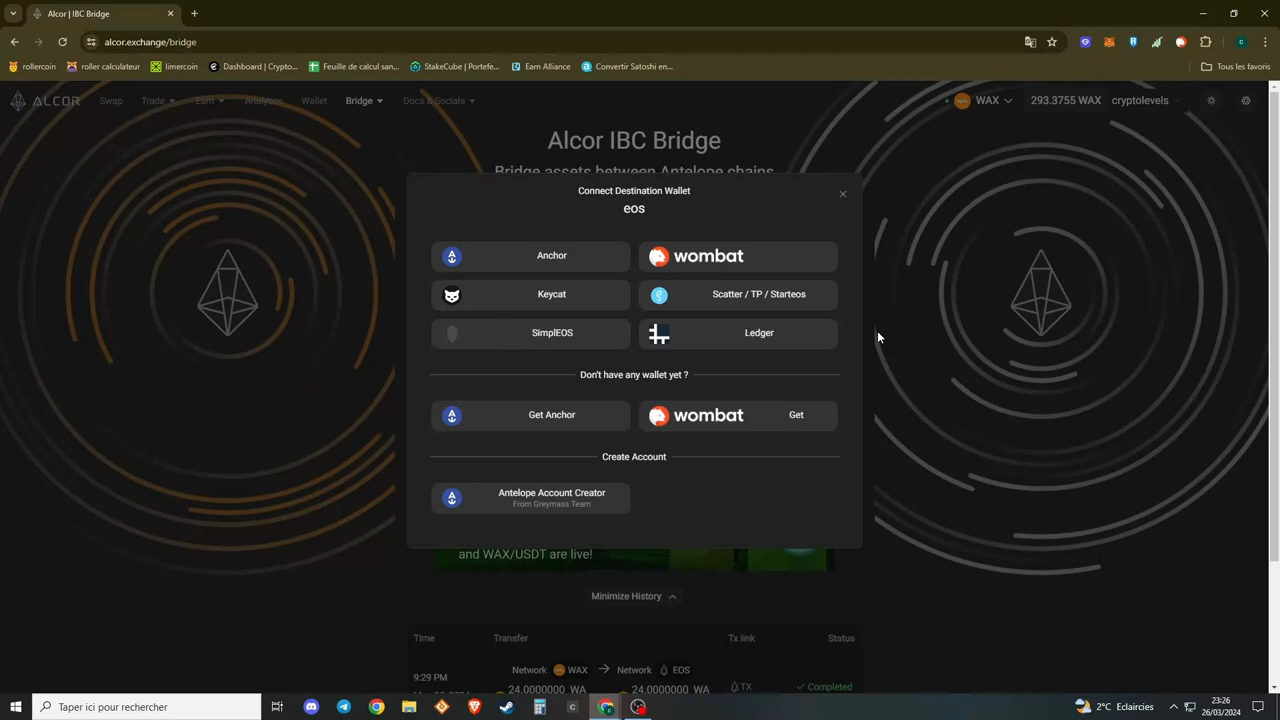 Alcor | IBC Bridge
alcor.exchange/bridge
rollercoin
roller calculateur
limercoin
Dashboard | Crypto...
Feuille de calcul san...
StakeCube | Portefe...
Earn Alliance
Convertir Satoshi en...
Tous les favoris
ALCOR
Swap
Trade
Earn
Analytics
Wallet
Bridge
Docs & Socials
WAX
293.3755 WAX
cryptolevels
Alcor IBC Bridge
Bridge assets between Antelope chains
Connect Destination Wallet
eos
Anchor
wombat
Keycat
Scatter / TP / Starteos
SimplEOS
Ledger
Don't have any wallet yet ?
Get Anchor
wombat Get
Create Account
Antelope Account Creator
From Greymass Team
and WAX/USDT are live!
Minimize History
Time
Transfer
Tx link
Status
9:29 PM
Network WAX → Network EOS
24.0000000 WA
24.0000000 WA
TX
Completed
Taper ici pour rechercher
2°C Eclaircies
23:26
26/03/2024